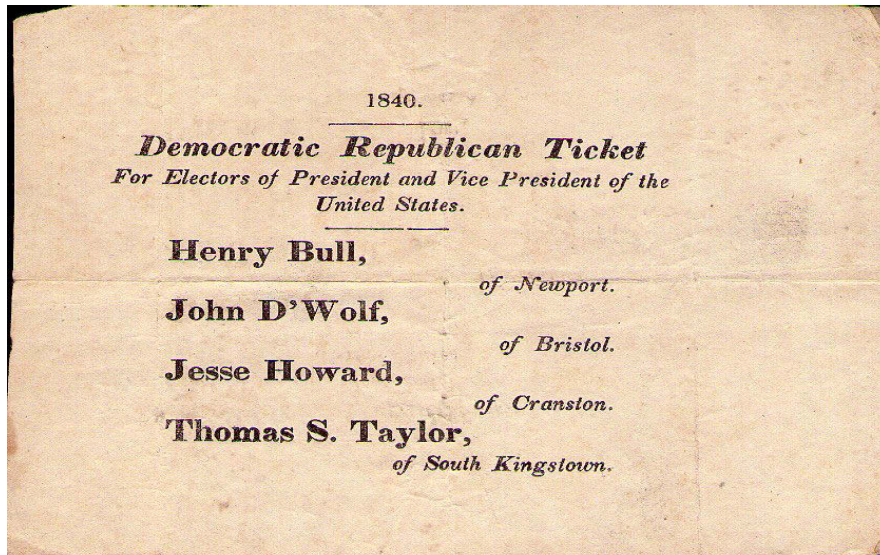 1840.
Democratic Republican Ticket
For Electors of President and Vice President of the
United States.
Henry Bull,
of Newport.
John D'Wolf,
of Bristol.
Jesse Howard,
of Cranston.
Thomas S. Taylor,
of South Kingstown.